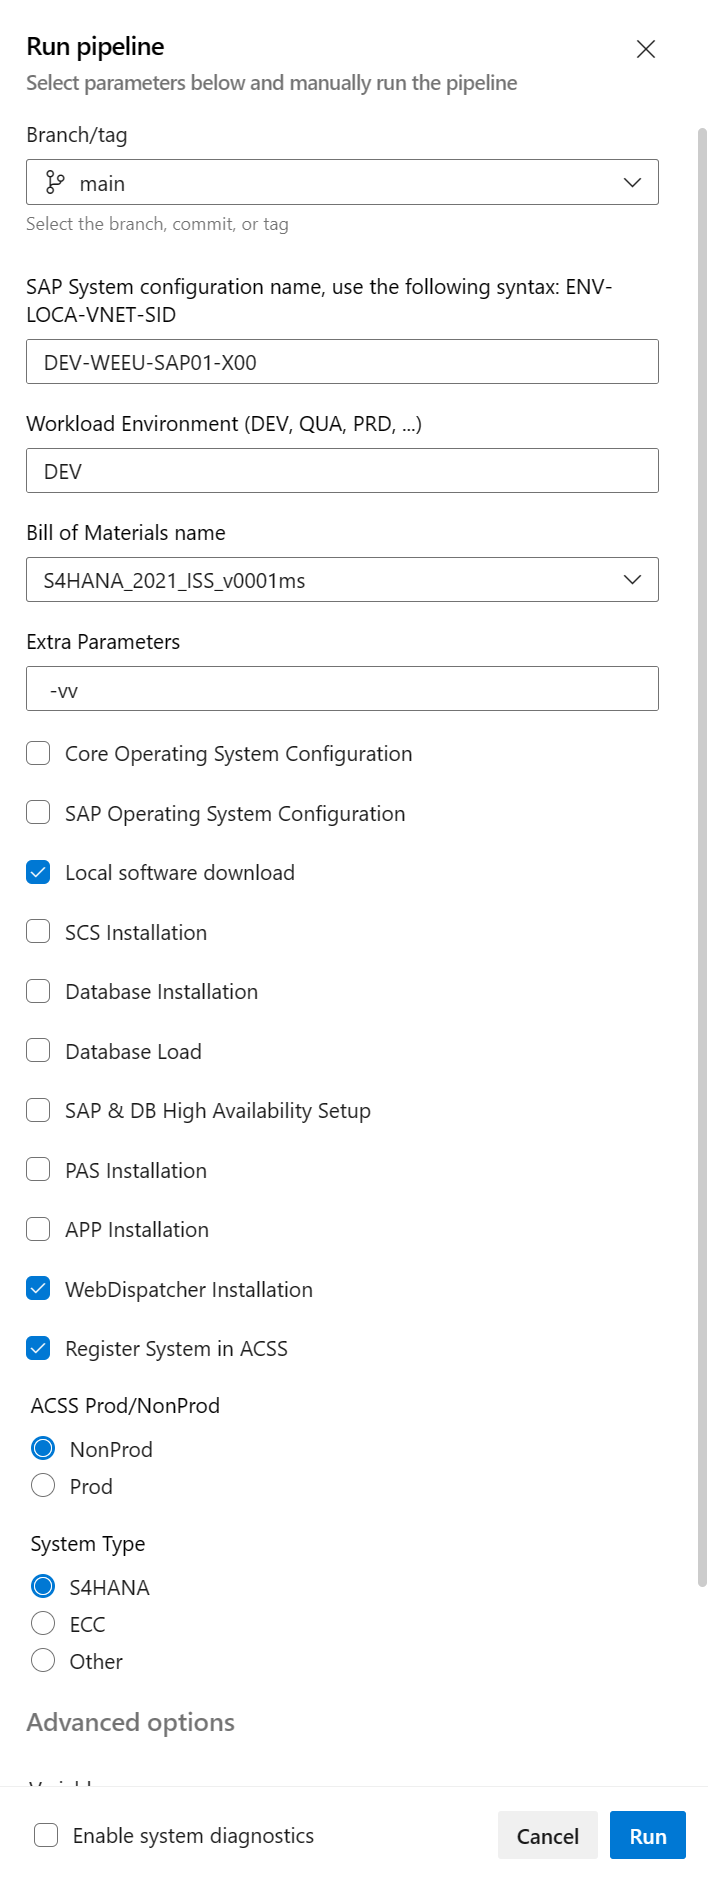 Run pipeline
Select parameters below and manually run the pipeline
Branch/tag
main
Select the branch, commit, or tag
SAP System configuration name, use the following syntax: ENV-
LOCA-VNET-SID
DEV-WEEU-SAP01-X00
Workload Environment (DEV, QUA, PRD, ...)
DEV
Bill of Materials name
S4HANA_2021_ISS_v0001ms
Extra Parameters
-vv
Core Operating System Configuration
SAP Operating System Configuration
Local software download
SCS Installation
Database Installation
Database Load
SAP & DB High Availability Setup
PAS Installation
APP Installation
WebDispatcher Installation
Register System in ACSS
ACSS Prod/NonProd
NonProd
Prod
System Type
S4HANA
ECC
Other
Advanced options
Enable system diagnostics
Cancel
Run